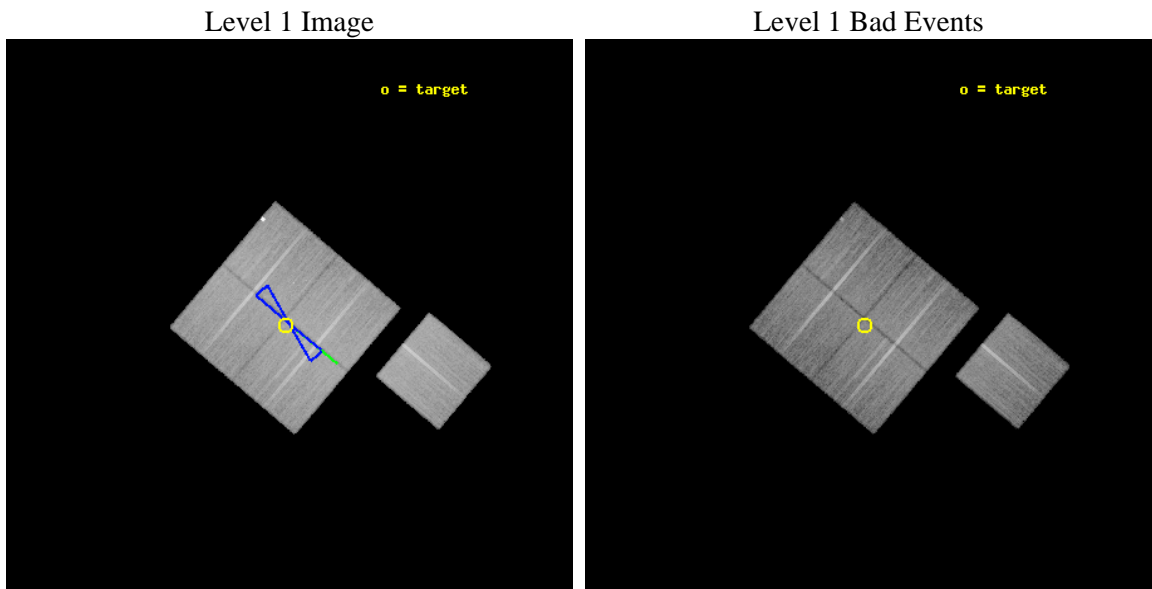 Level 1 Image
Level 1 Bad Events
o = target
o = target